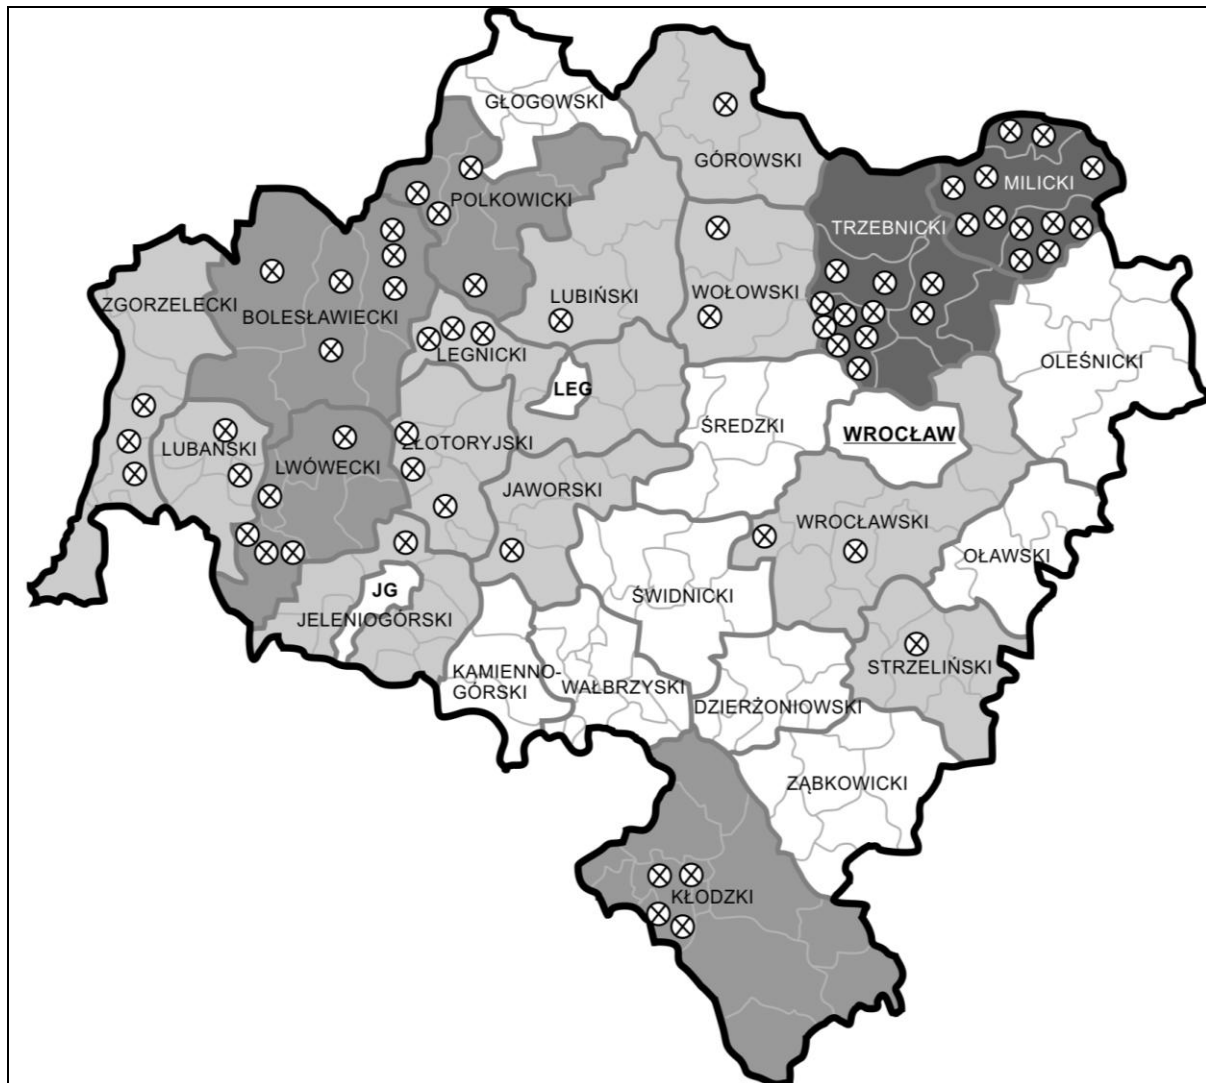 GŁOGOWSKI
GÓROWSKI
POLKOWICKI
MILICKI
TRZEBNICKI
ZGORZELECKI
BOLESŁAWIECKI
LUBIŃSKI
WOŁOWSKI
LEGNICKI
OLEŚNICKI
LEG
ŚREDZKI
WROCŁAW
LUBAŃSKI
LWÓWECKI
ZŁOTORYJSKI
JAWORSKI
WROCŁAWSKI
OŁAWSKI
JG
ŚWIDNICKI
JELENIOGÓRSKI
STRZELIŃSKI
KAMIENNO-
GÓRSKI
WAŁBRZYSKI
DZIERŻONIOWSKI
ZĄBKOWICKI
KŁODZKI